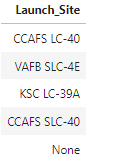 Launch_Site
CCAFS LC-40
VAFB SLC-4E
KSC LC-39A
CCAFS SLC-40
None